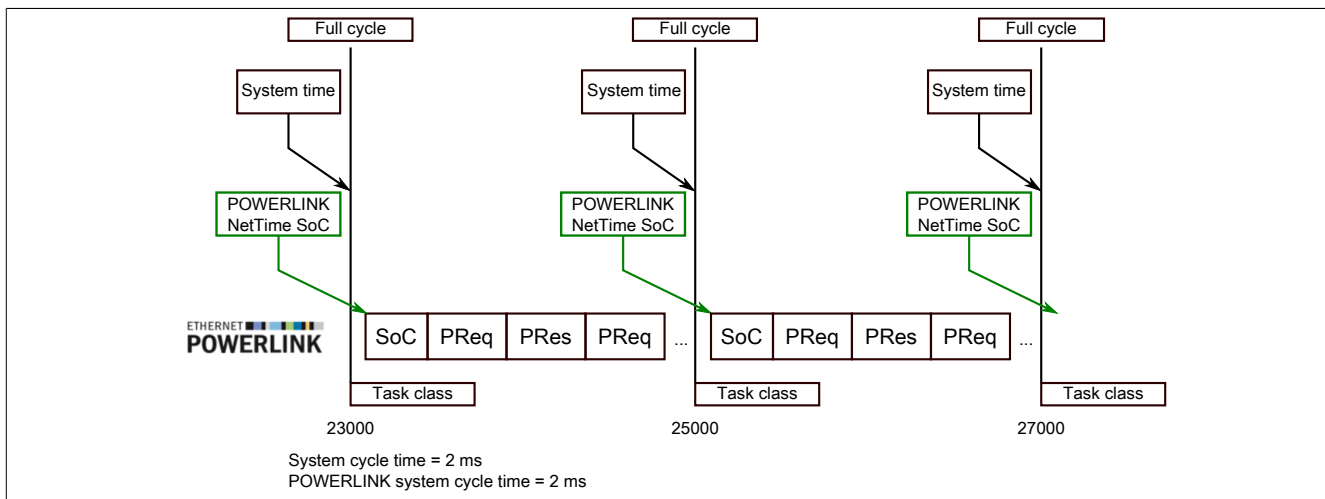 Full cycle Full cycle Full cycle
System time System time System time
POWERLINK POWERLINK POWERLINK
NetTime SoC NetTime SoC NetTime SoC
ETHERNET
POWERLINK
SoC PReq PRes PReq ... SoC PReq PRes PReq ...
Task class Task class Task class
23000 25000 27000
System cycle time = 2 ms
POWERLINK system cycle time = 2 ms